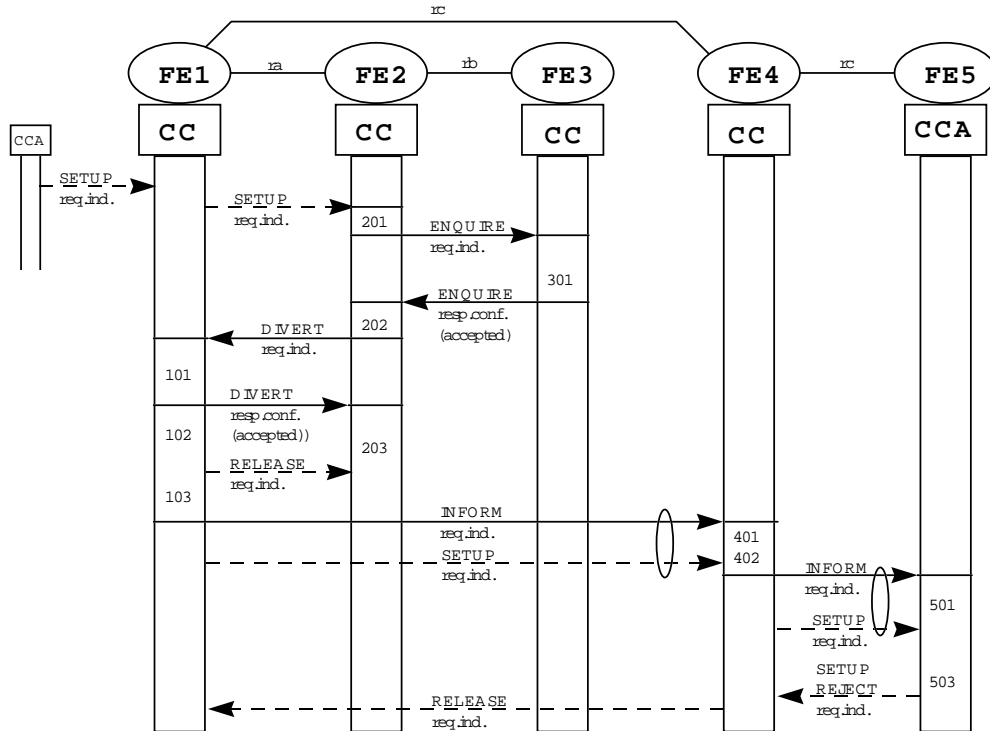 rc
FE1
ra
FE2
rb
FE3
FE4
rc
FE5
CCA
CC
CC
CC
CC
CCA
SETUP
req.ind.
SETUP
req.ind.
201
ENQUIRE
req.ind.
301
ENQUIRE
resp.conf.
(accepted)
202
DIVERT
req.ind.
101
DIVERT
resp.conf.
(accepted))
102
203
RELEASE
req.ind.
103
INFORM
req.ind.
401
SETUP
req.ind.
402
INFORM
req.ind.
501
SETUP
req.ind.
SETUP
REJECT
req.ind.
503
RELEASE
req.ind.